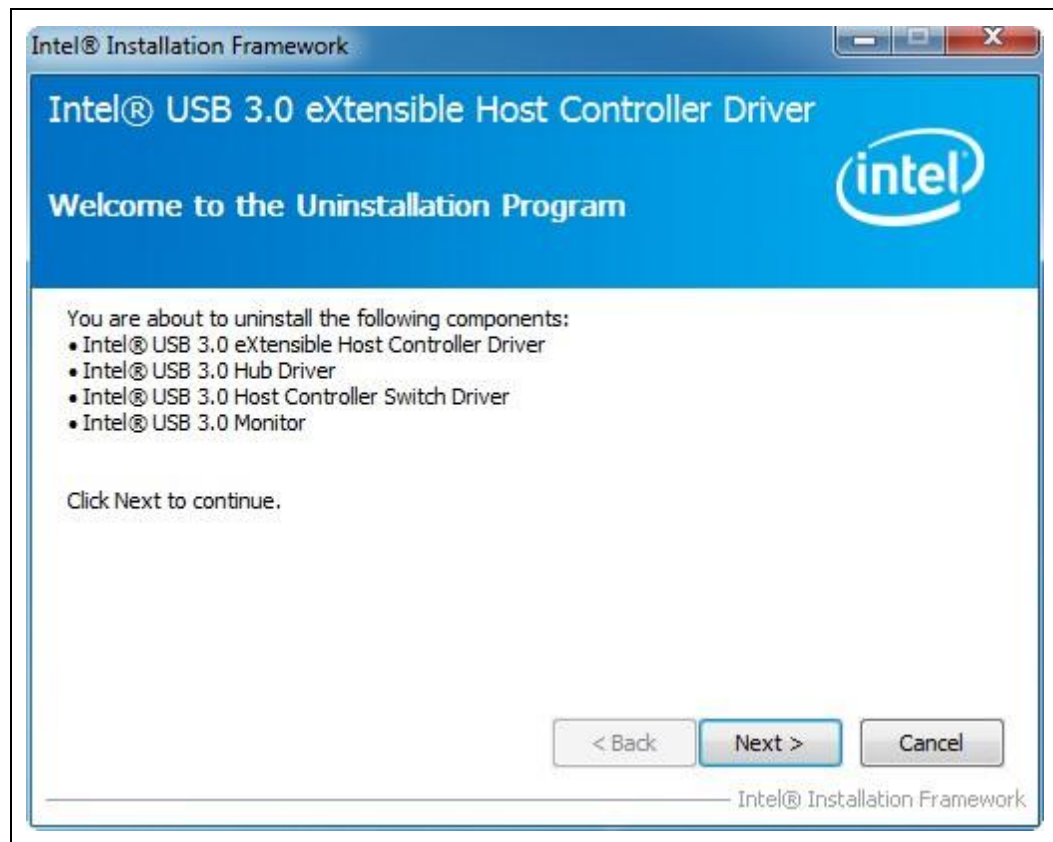 Intel® Installation Framework
X
Intel® USB 3.0 eXtensible Host Controller Driver
intel®
Welcome to the Uninstallation Program
You are about to uninstall the following components:
• Intel® USB 3.0 eXtensible Host Controller Driver
• Intel® USB 3.0 Hub Driver
• Intel® USB 3.0 Host Controller Switch Driver
• Intel® USB 3.0 Monitor
Click Next to continue.
< Back Next > Cancel
Intel® Installation Framework